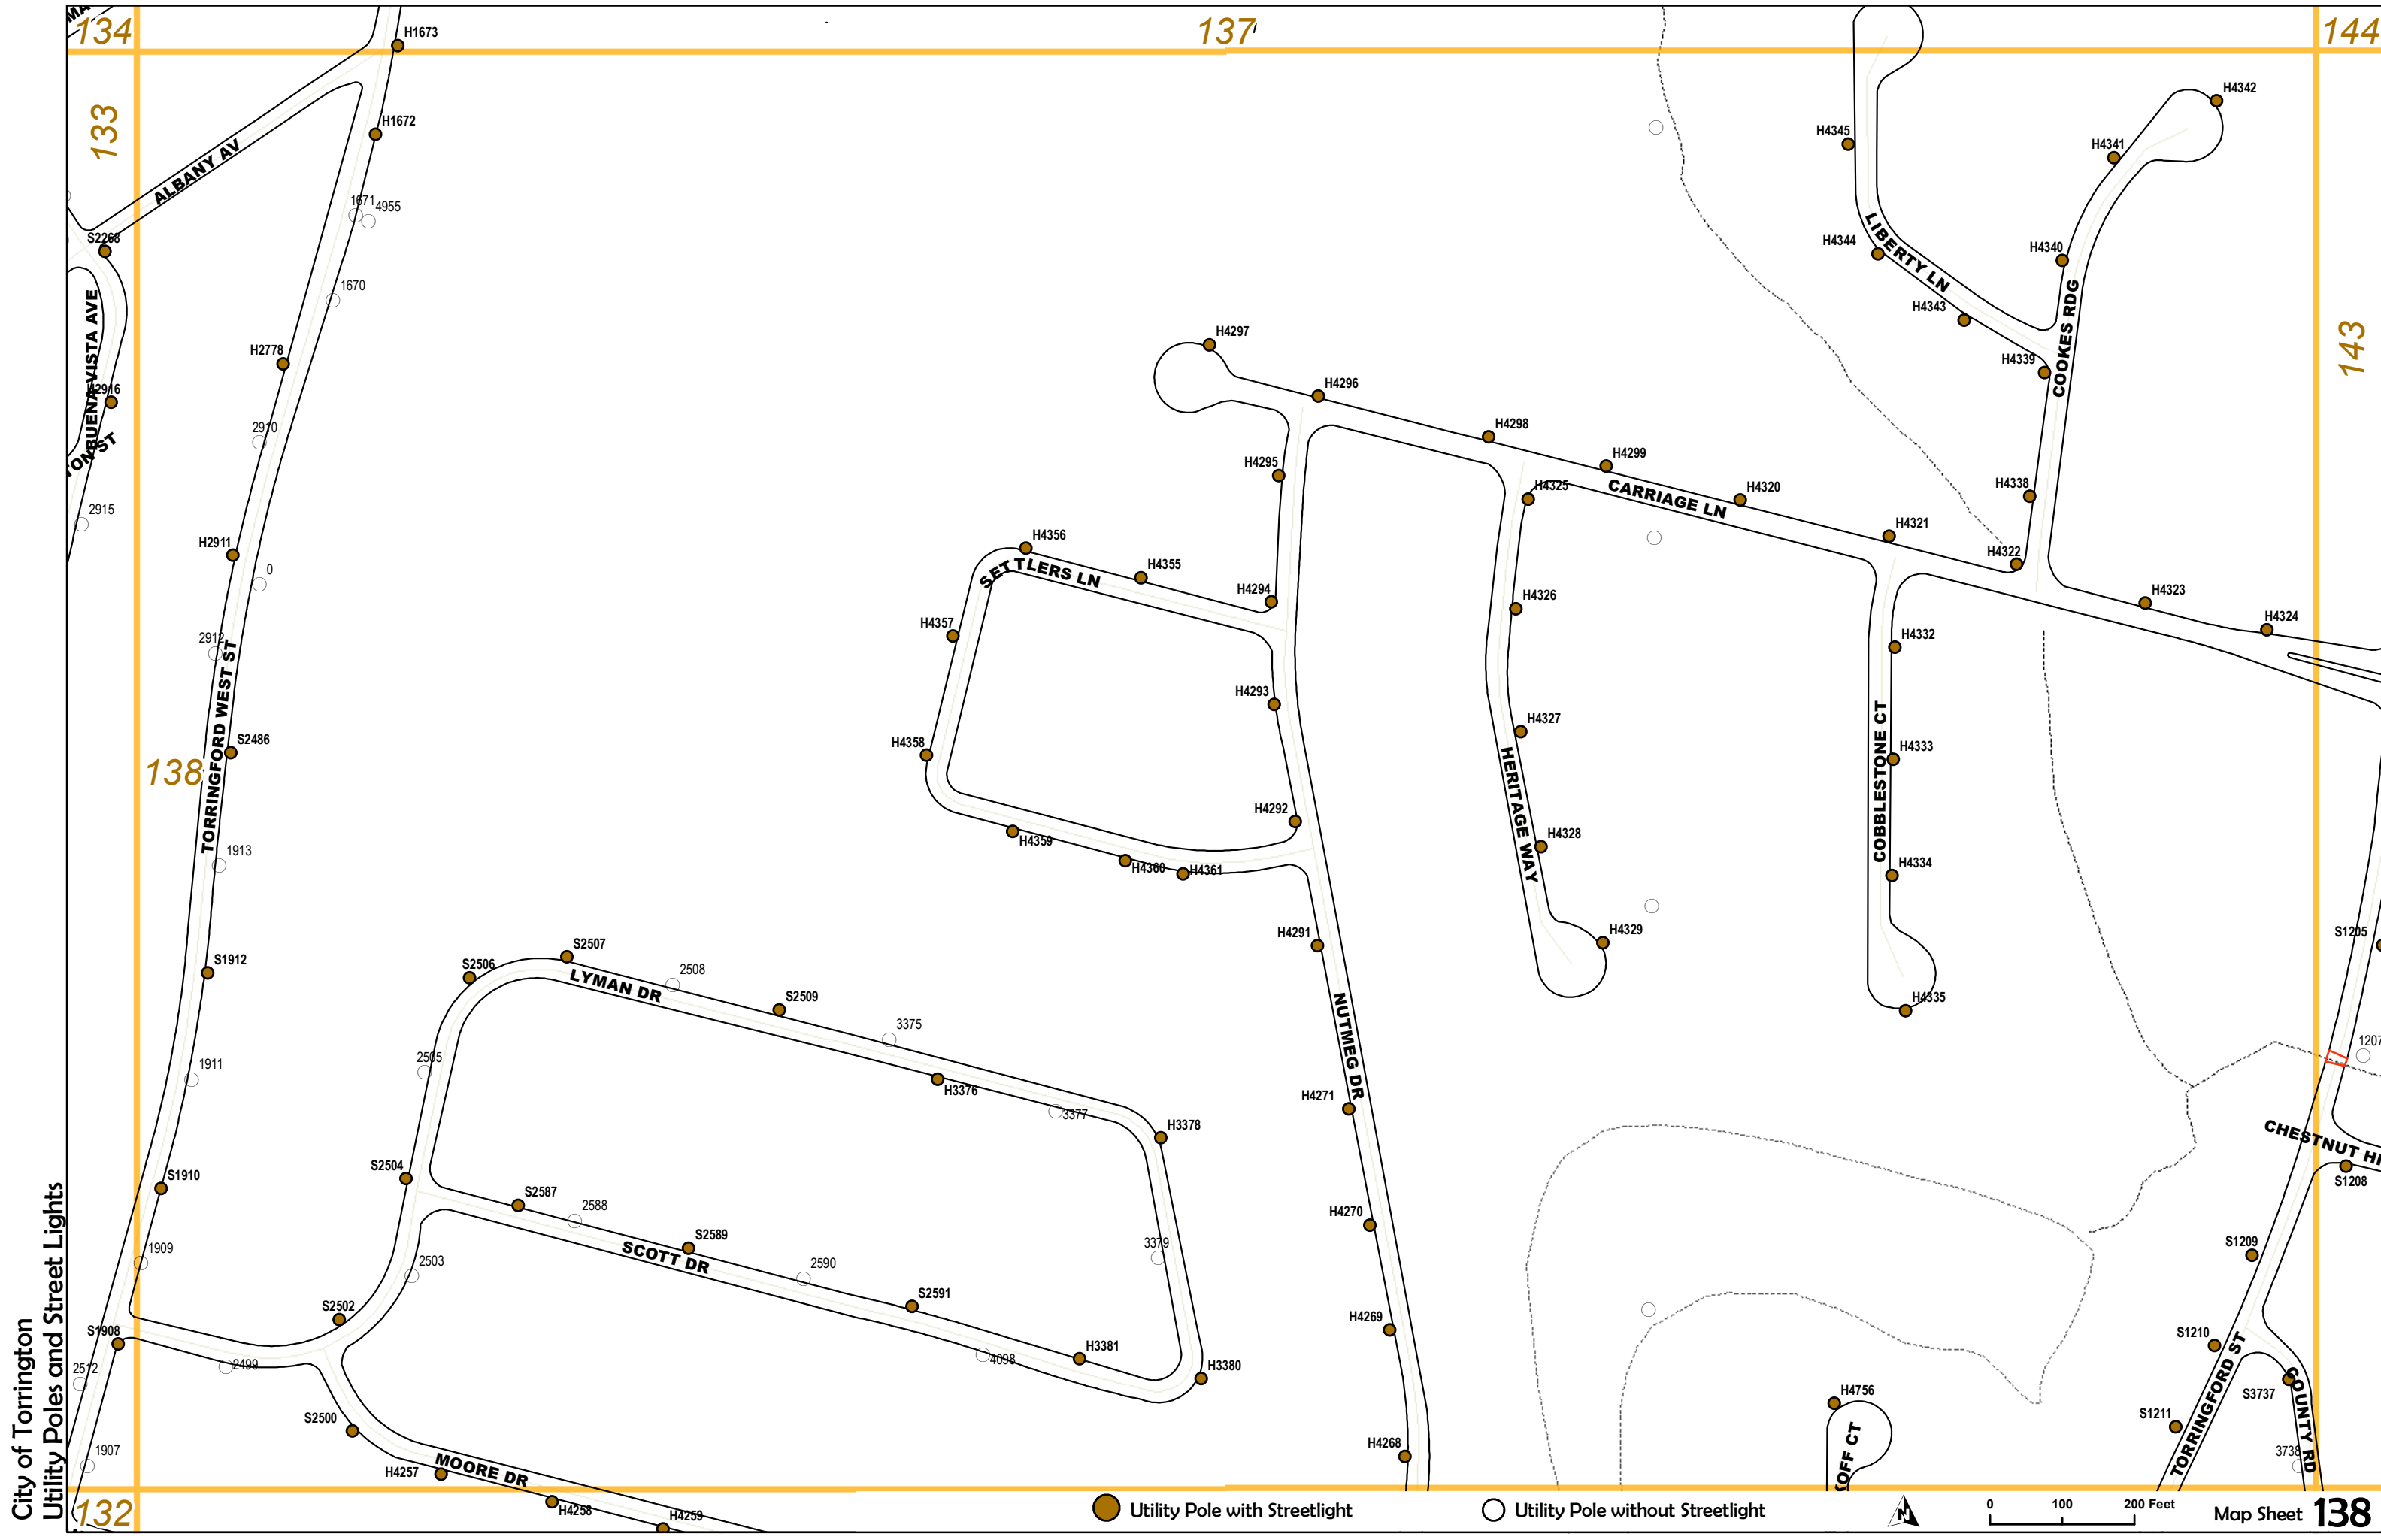 134
137
144
H1673
133
H1672
H4342
H4345
H4341
ALBANY AV
1671
4955
S2268
H4344
LIBERTY LN
H4340
1670
H4343
COOKES RDG
BUENA VISTA AVE
H2778
H4297
H4339
143
H2916
H4296
2910
TON ST
H4298
H4299
H4295
H4325
CARRIAGE LN
H4320
H4338
2915
H4321
H2911
0
H4356
H4355
SETTLERS LN
H4322
H4294
H4326
H4323
H4324
H4357
2912
TORRINGFORD WEST ST
H4332
H4293
H4327
S2486
H4358
138
HERITAGE WAY
COBBLESTONE CT
H4333
H4292
H4359
H4328
1913
H4360
H4361
H4334
S1912
S2506
S2507
LYMAN DR
2508
H4291
H4329
S1205
S2509
H4335
3375
NUTMEG DR
2505
1911
H3376
3377
1207
H4271
H3378
CHESTNUT HI
S2504
S1910
S2587
2588
S1208
H4270
S2589
SCOTT DR
3379
S1209
1909
2503
2590
S2591
S2502
H4269
S1908
S1210
2499
4098
H3381
H3380
2512
TORRINGFORD ST
S3737
COUNTY RD
H4756
OFF CT
S2500
S1211
H4268
1907
H4257
MOORE DR
3738
H4258
H4259
132
City of Torrington
Utility Poles and Street Lights
Utility Pole with Streetlight
Utility Pole without Streetlight
N
0 100 200 Feet
Map Sheet 138